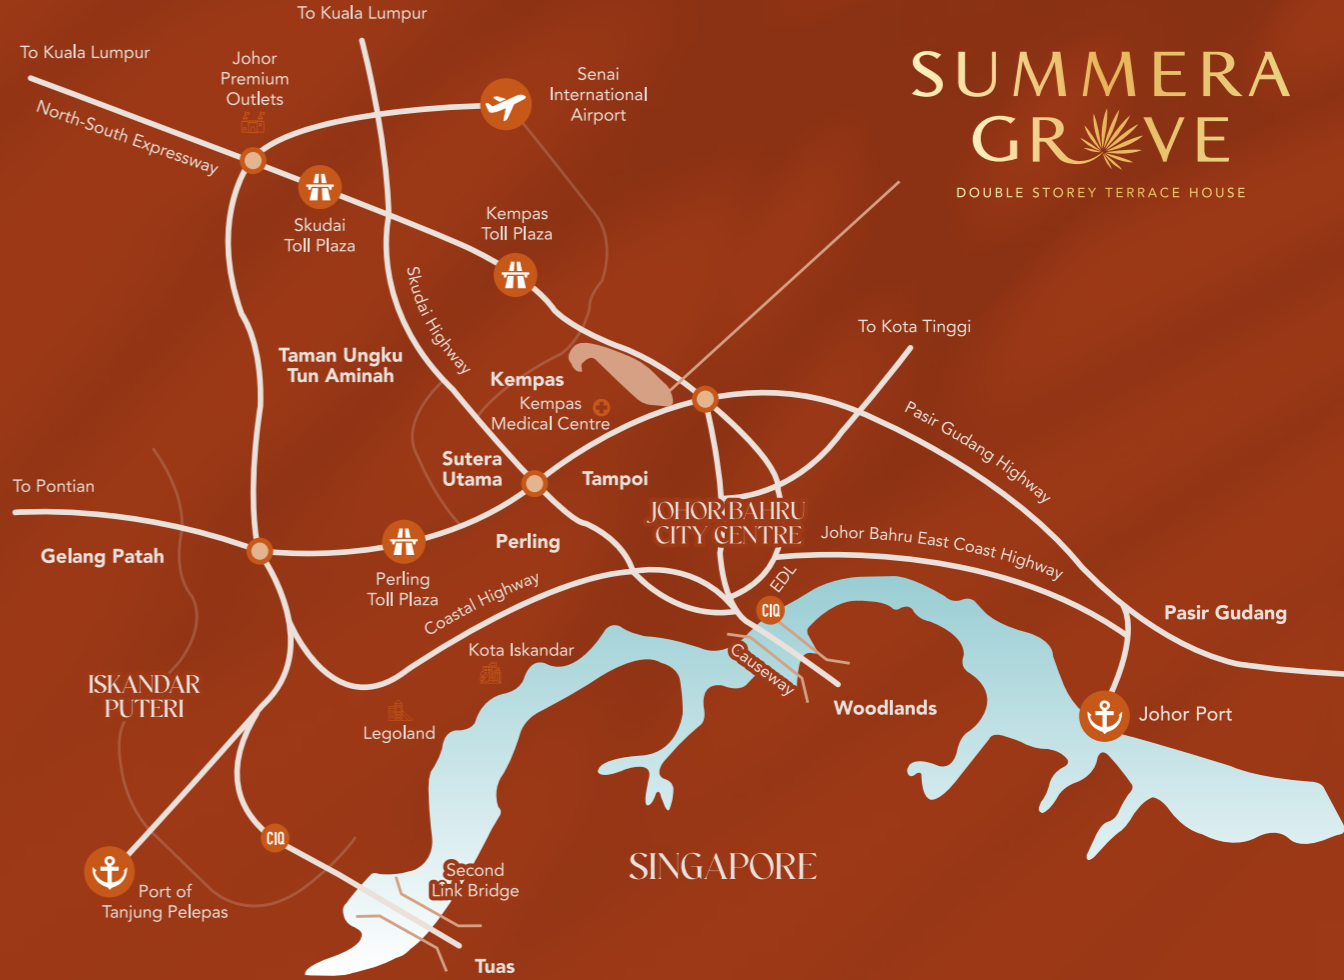 To Kuala Lumpur
To Kuala Lumpur
SUMMERA
GROVE
DOUBLE STOREY TERRACE HOUSE
Johor
Premium
Outlets
Senai
International
Airport
North-South Expressway
Skudai
Toll Plaza
Kempas
Toll Plaza
Skudai Highway
To Kota Tinggi
Taman Ungku
Tun Aminah
Kempas
Kempas
Medical Centre
Pasir Gudang Highway
Sutera
Utama
Tampoi
To Pontian
JOHOR BAHRU
CITY CENTRE
Johor Bahru East Coast Highway
Gelang Patah
Perling
Perling
Toll Plaza
Coastal Highway
EDL
CIQ
Pasir Gudang
Kota Iskandar
Causeway
ISKANDAR
PUTERI
Woodlands
Johor Port
Legoland
CIQ
SINGAPORE
Second
Link Bridge
Port of
Tanjung Pelepas
Tuas